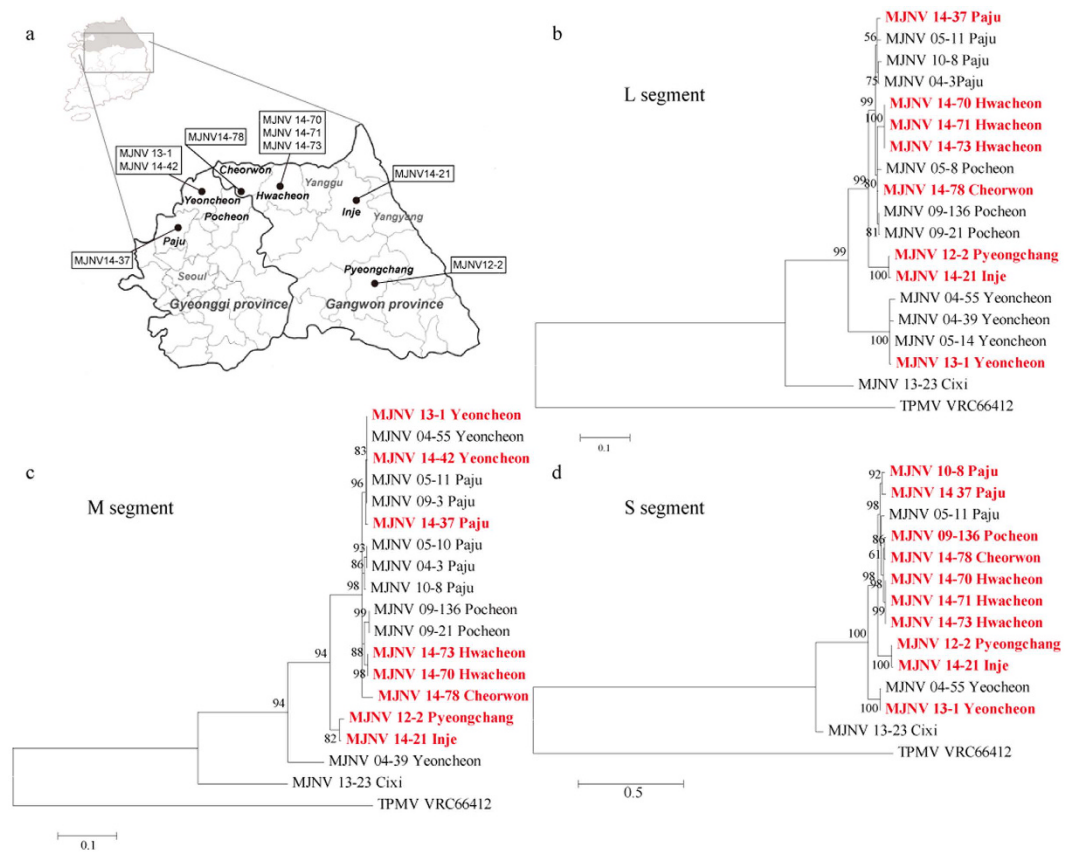 a
MJNV 13-1
MJNV 14-42
MJNV14-78
MJNV 14-70
MJNV 14-71
MJNV 14-73
MJNV14-21
MJNV14-37
MJNV12-2
Cheorwon
Yeoncheon
Pocheon
Hwacheon
Yanggu
Inje
Yangyang
Paju
Seoul
Pyeongchang
Gyeonggi province
Gangwon province
b
L segment
MJNV 14-37 Paju
MJNV 05-11 Paju
MJNV 10-8 Paju
MJNV 04-3Paju
MJNV 14-70 Hwacheon
MJNV 14-71 Hwacheon
MJNV 14-73 Hwacheon
MJNV 05-8 Pocheon
MJNV 14-78 Cheorwon
MJNV 09-136 Pocheon
MJNV 09-21 Pocheon
MJNV 12-2 Pyeongchang
MJNV 14-21 Inje
MJNV 04-55 Yeoncheon
MJNV 04-39 Yeoncheon
MJNV 05-14 Yeoncheon
MJNV 13-1 Yeoncheon
MJNV 13-23 Cixi
TPMV VRC66412
56
75
99
100
99
80
81
99
100
100
0.1
c
M segment
MJNV 13-1 Yeoncheon
MJNV 04-55 Yeoncheon
MJNV 14-42 Yeoncheon
MJNV 05-11 Paju
MJNV 09-3 Paju
MJNV 14-37 Paju
MJNV 05-10 Paju
MJNV 04-3 Paju
MJNV 10-8 Paju
MJNV 09-136 Pocheon
MJNV 09-21 Pocheon
MJNV 14-73 Hwacheon
MJNV 14-70 Hwacheon
MJNV 14-78 Cheorwon
MJNV 12-2 Pyeongchang
MJNV 14-21 Inje
MJNV 04-39 Yeoncheon
MJNV 13-23 Cixi
TPMV VRC66412
83
96
93
86
98
99
88
98
94
82
94
0.1
d
S segment
MJNV 10-8 Paju
MJNV 14 37 Paju
MJNV 05-11 Paju
MJNV 09-136 Pocheon
MJNV 14-78 Cheorwon
MJNV 14-70 Hwacheon
MJNV 14-71 Hwacheon
MJNV 14-73 Hwacheon
MJNV 12-2 Pyeongchang
MJNV 14-21 Inje
MJNV 04-55 Yeocheon
MJNV 13-1 Yeoncheon
MJNV 13-23 Cixi
TPMV VRC66412
92
98
86
61
98
98
99
100
100
100
0.5